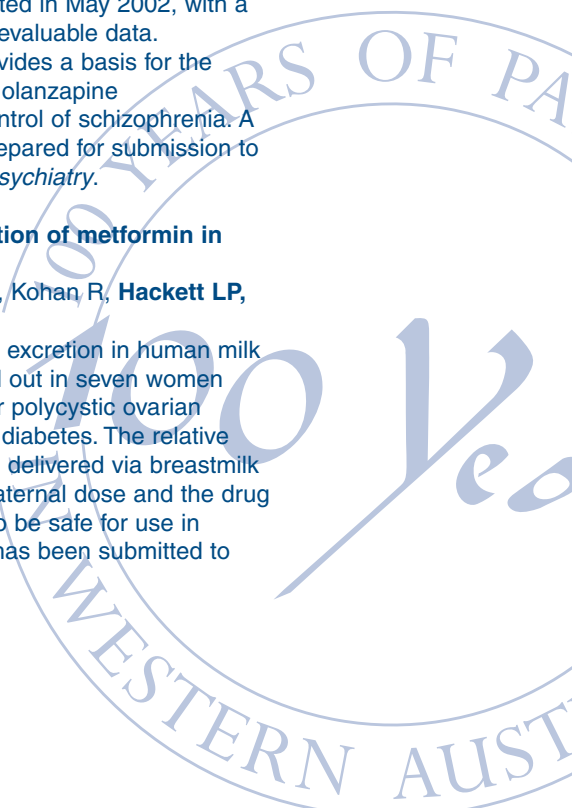 ted in May 2002, with a
evaluable data.
vides a basis for the
olanzapine
ntrol of schizophrenia. A
epared for submission to
sychiatry.
tion of metformin in
, Kohan R, Hackett LP,
excretion in human milk
l out in seven women
r polycystic ovarian
diabetes. The relative
delivered via breastmilk
aternal dose and the drug
o be safe for use in
has been submitted to
100 YEARS OF PA
100 Yea
IN WESTERN AUST